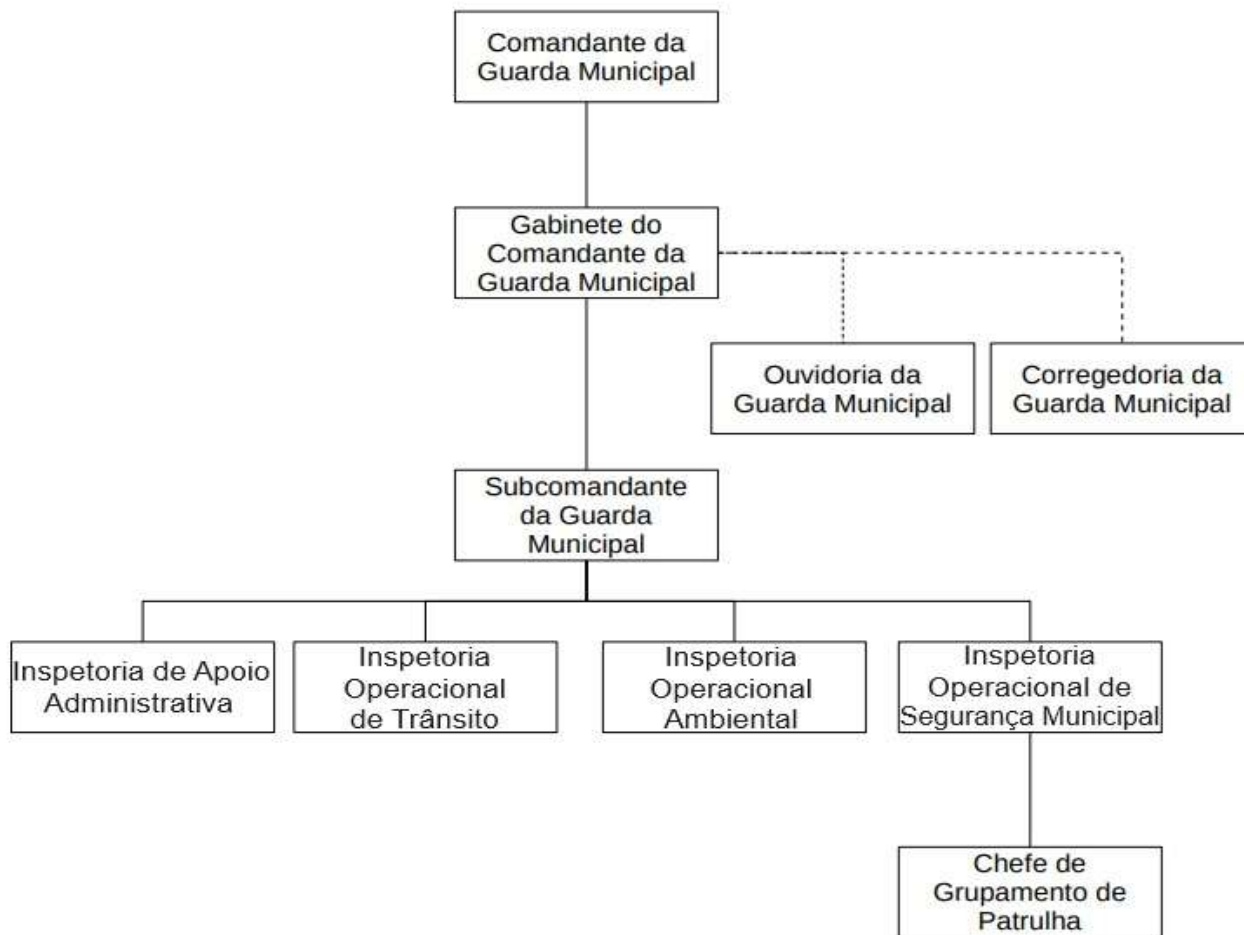 Comandante da
Guarda Municipal
Gabinete do
Comandante da
Guarda Municipal
Ouvidoria da
Guarda Municipal
Corregedoria da
Guarda Municipal
Subcomandante
da Guarda
Municipal
Inspetoria de Apoio
Administrativa
Inspetoria
Operacional
de Trânsito
Inspetoria
Operacional
Ambiental
Inspetoria
Operacional de
Segurança Municipal
Chefe de
Grupamento de
Patrulha